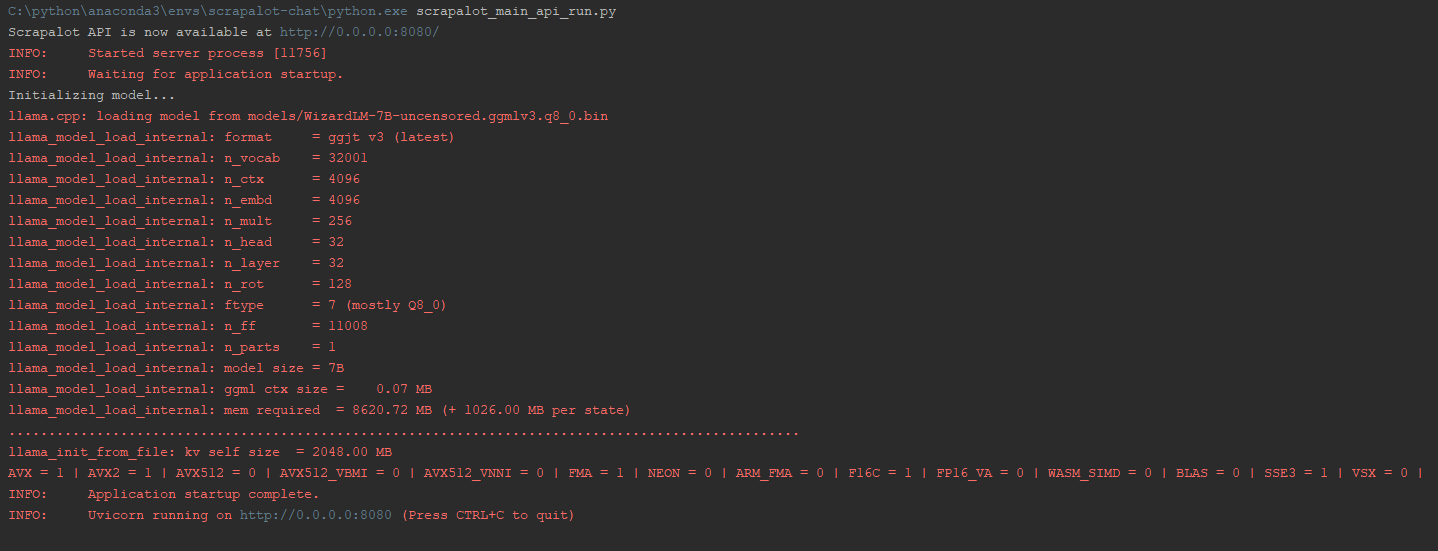 C:\python\anaconda3\envs\scrapalot-chat\python.exe scrapalot_main_api_run.py
Scrapalot API is now available at http://0.0.0.0:8080/
INFO:     Started server process [11756]
INFO:     Waiting for application startup.
Initializing model...
llama.cpp: loading model from models/WizardLM-7B-uncensored.ggmlv3.q8_0.bin
llama_model_load_internal: format     = ggjt v3 (latest)
llama_model_load_internal: n_vocab    = 32001
llama_model_load_internal: n_ctx      = 4096
llama_model_load_internal: n_embd     = 4096
llama_model_load_internal: n_mult     = 256
llama_model_load_internal: n_head     = 32
llama_model_load_internal: n_layer    = 32
llama_model_load_internal: n_rot      = 128
llama_model_load_internal: ftype      = 7 (mostly Q8_0)
llama_model_load_internal: n_ff       = 11008
llama_model_load_internal: n_parts    = 1
llama_model_load_internal: model size = 7B
llama_model_load_internal: ggml ctx size =    0.07 MB
llama_model_load_internal: mem required  = 8620.72 MB (+ 1026.00 MB per state)
...................................................................................................
llama_init_from_file: kv self size  = 2048.00 MB
AVX = 1 | AVX2 = 1 | AVX512 = 0 | AVX512_VBMI = 0 | AVX512_VNNI = 0 | FMA = 1 | NEON = 0 | ARM_FMA = 0 | F16C = 1 | FP16_VA = 0 | WASM_SIMD = 0 | BLAS = 0 | SSE3 = 1 | VSX = 0 |
INFO:     Application startup complete.
INFO:     Uvicorn running on http://0.0.0.0:8080 (Press CTRL+C to quit)